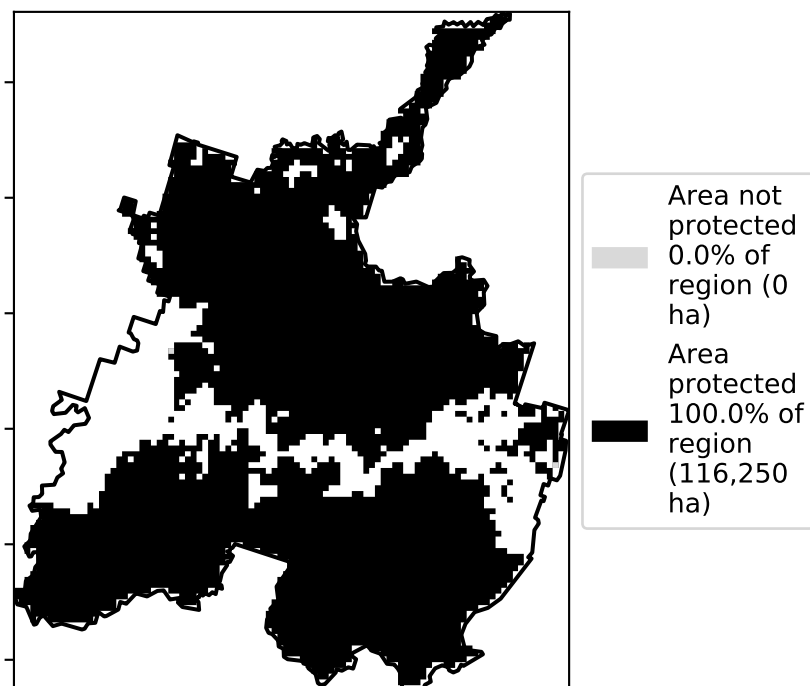 Area not
protected
0.0% of
region (0
ha)
Area
protected
100.0% of
region
(116,250
ha)